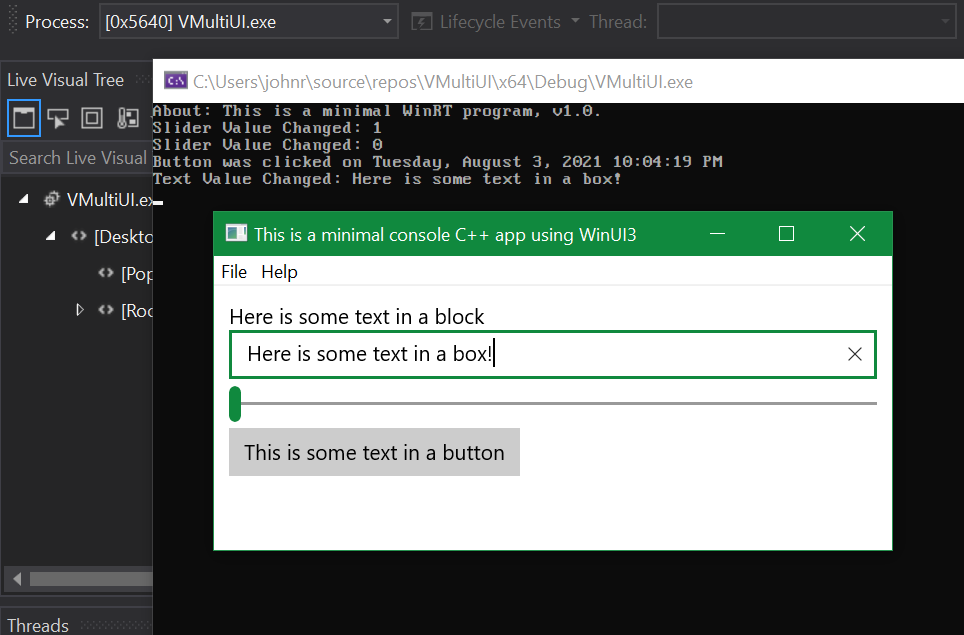 Process: [0x5640] VMultiUI.exe Lifecycle Events Thread:
Live Visual Tree
C:\Users\johnr\source\repos\VMultiUI\x64\Debug\VMultiUI.exe
About: This is a minimal WinRT program, v1.0.
Slider Value Changed: 1
Slider Value Changed: 0
Button was clicked on Tuesday, August 3, 2021 10:04:19 PM
Text Value Changed: Here is some text in a box!
Search Live Visual
VMultiUI.ex
[Deskto
[Pop
[Roo
This is a minimal console C++ app using WinUI3
File Help
Here is some text in a block
Here is some text in a box!
This is some text in a button
Threads